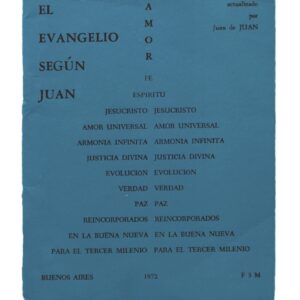 EL
EVANGELIO
SEGÚN
JUAN
A
M
O
R
FE
actualizado
por
Juan de JUAN
ESPIRITU
JESUCRISTO JESUCRISTO
AMOR UNIVERSAL AMOR UNIVERSAL
ARMONIA INFINITA ARMONIA INFINITA
JUSTICIA DIVINA JUSTICIA DIVINA
EVOLUCION EVOLUCION
VERDAD VERDAD
PAZ PAZ
REINCORPORADOS REINCORPORADOS
EN LA BUENA NUEVA EN LA BUENA NUEVA
PARA EL TERCER MILENIO PARA EL TERCER MILENIO
BUENOS AIRES 1972 F S M